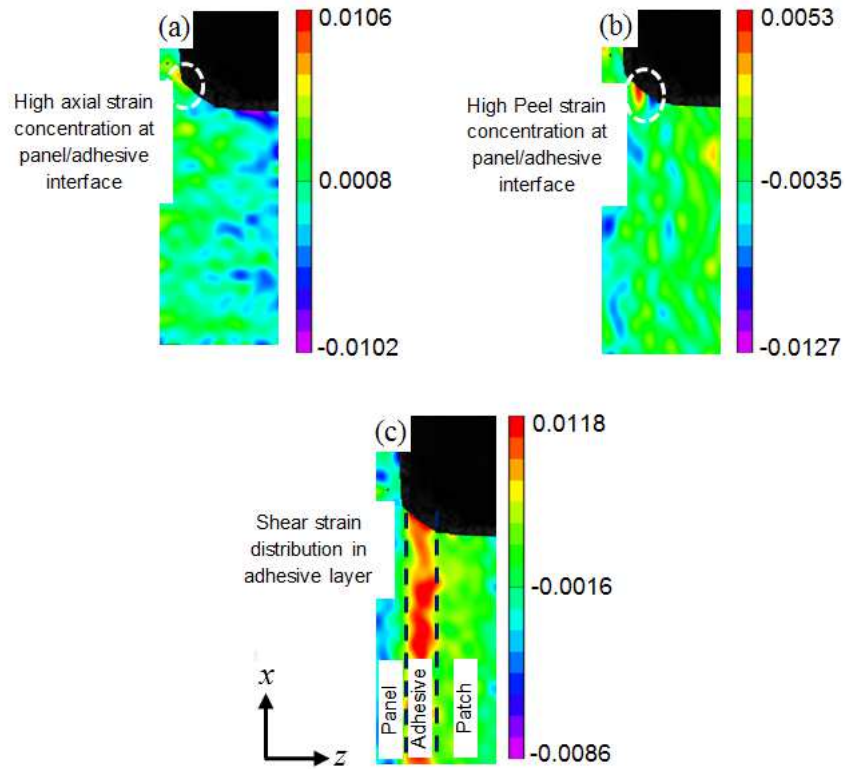 (a)
0.0106
High axial strain
concentration at
panel/adhesive
interface
0.0008
-0.0102
(b)
0.0053
High Peel strain
concentration at
panel/adhesive
interface
-0.0035
-0.0127
(c)
0.0118
Shear strain
distribution in
adhesive layer
-0.0016
-0.0086
Panel
Adhesive
Patch
x
z